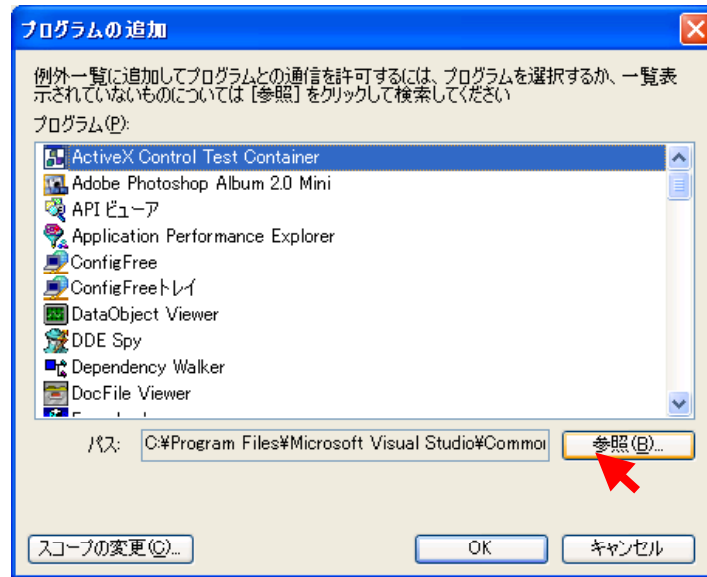 プログラムの追加
例外一覧に追加してプログラムとの通信を許可するには、プログラムを選択するか、一覧表
示されていないものについては [参照] をクリックして検索してください
プログラム(P):
ActiveX Control Test Container
Adobe Photoshop Album 2.0 Mini
API ビューア
Application Performance Explorer
ConfigFree
ConfigFreeトレイ
DataObject Viewer
DDE Spy
Dependency Walker
DocFile Viewer
パス: C:¥Program Files¥Microsoft Visual Studio¥Common 参照(B)...
スコープの変更(C)... OK キャンセル